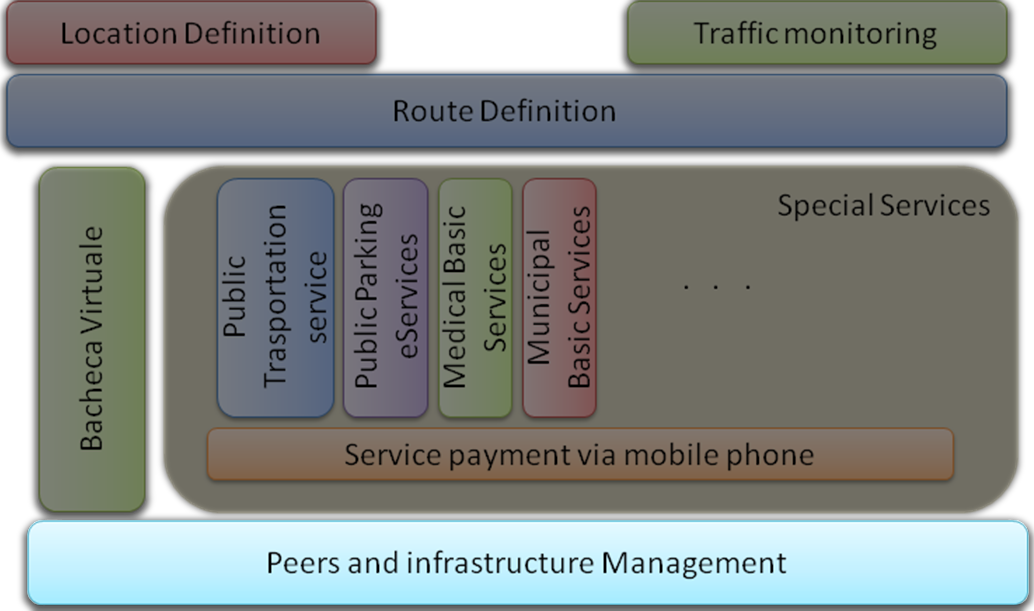 Location Definition
Traffic monitoring
Route Definition
Bacheca Virtuale
Special Services
Public
Trasportation
service
Public Parking
eServices
Medical Basic
Services
Municipal
Basic Services
. . .
Service payment via mobile phone
Peers and infrastructure Management